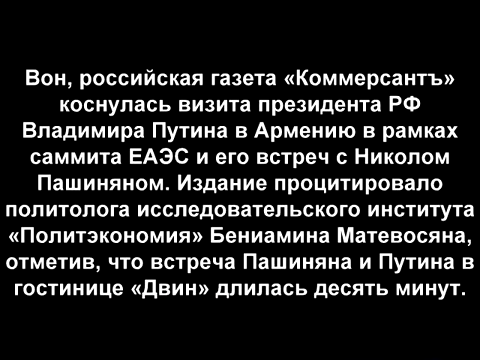 Вон, российская газета «Коммерсантъ»
коснулась визита президента РФ
Владимира Путина в Армению в рамках
саммита ЕАЭС и его встреч с Николом
Пашиняном. Издание процитировало
политолога исследовательского института
«Политэкономия» Бениамина Матевосяна,
отметив, что встреча Пашиняна и Путина в
гостинице «Двин» длилась десять минут.